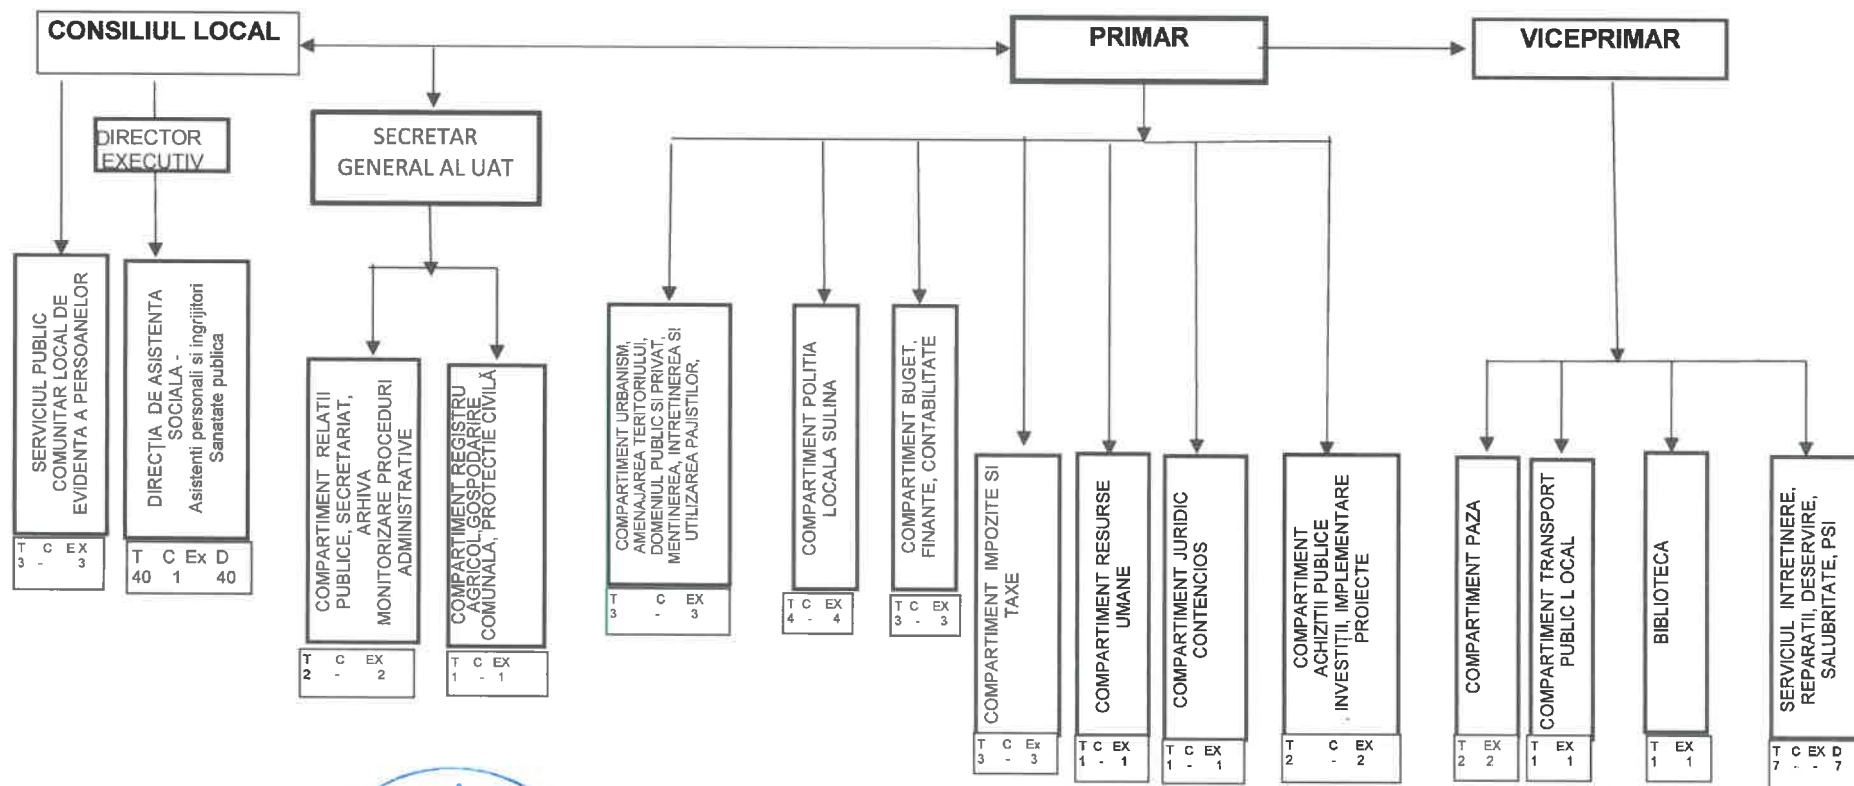 CONSILIUL LOCAL
PRIMAR
VICEPRIMAR
DIRECTOR
EXECUTIV
SECRETAR
GENERAL AL UAT
SERVICIUL PUBLIC
COMUNITAR LOCAL DE
EVIDENTA A PERSOANELOR
T C EX
3 - 3
DIRECȚIA DE ASISTENTA
SOCIALA -
Asistenti personali si ingrijitori
Sanatate publica
T C Ex D
40 1 40
COMPARTIMENT RELATII
PUBLICE, SECRETARIAT,
ARHIVA
MONITORIZARE PROCEDURI
ADMINISTRATIVE
T C EX
2 - 2
COMPARTIMENT REGISTRU
AGRICOL,GOSPODARIRE
COMUNALA, PROTECTIE CIVILĂ
T C EX
1 - 1
COMPARTIMENT URBANISM,
AMENAJAREA TERITORIULUI,
DOMENIUL PUBLIC SI PRIVAT,
MENTINEREA, INTRETINEREA SI
UTILIZAREA PAJISTILOR,
T C EX
3 - 3
COMPARTIMENT POLITIA
LOCALA SULINA
T C EX
4 - 4
COMPARTIMENT BUGET,
FINANTE, CONTABILITATE
T C EX
3 - 3
COMPARTIMENT IMPOZITE SI
TAXE
T C Ex
3 - 3
COMPARTIMENT RESURSE
UMANE
T C EX
1 - 1
COMPARTIMENT JURIDIC
CONTENCIOS
T C EX
1 - 1
COMPARTIMENT
ACHIZITII PUBLICE
INVESTIȚII, IMPLEMENTARE
PROIECTE
T C EX
2 - 2
COMPARTIMENT PAZA
T EX
2 2
COMPARTIMENT TRANSPORT
PUBLIC L OCAL
T EX
1 1
BIBLIOTECA
T EX
1 1
SERVICIUL INTRETINERE,
REPARATII, DESERVIRE,
SALUBRITATE, PSI
T C EX D
7 - - 7